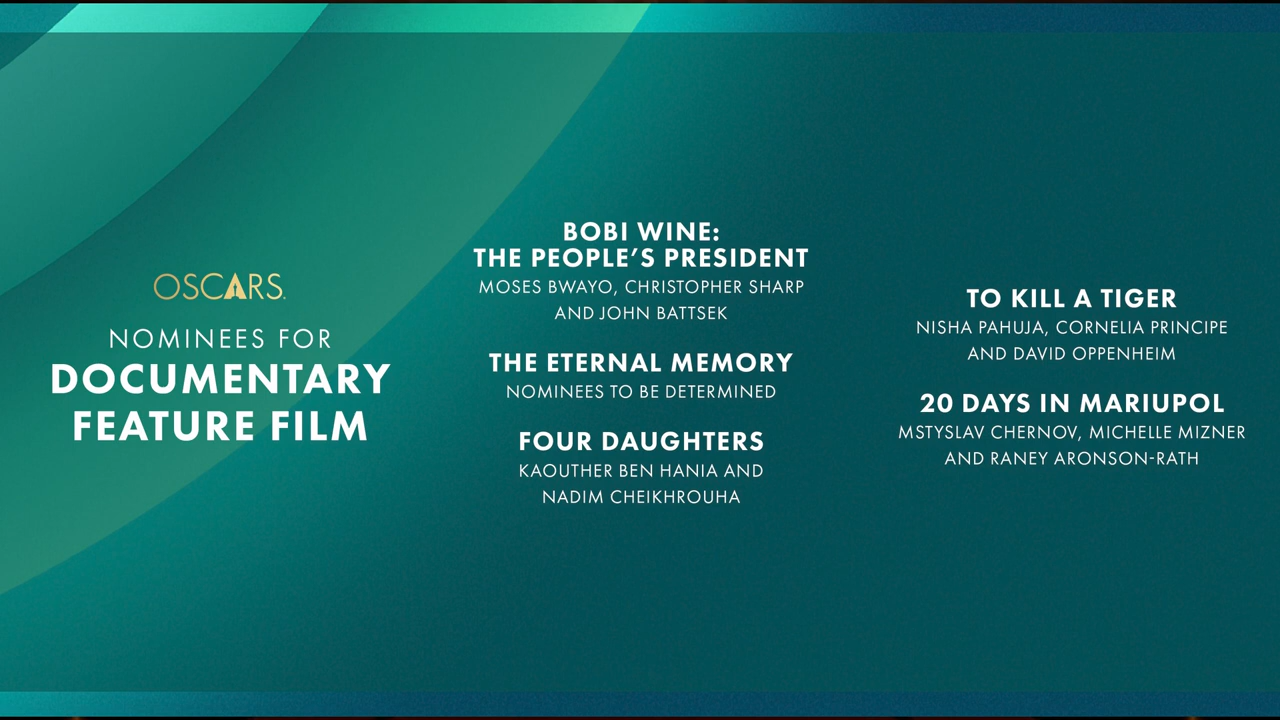 OSCARS.
NOMINEES FOR
DOCUMENTARY
FEATURE FILM
BOBI WINE:
THE PEOPLE’S PRESIDENT
MOSES BWAYO, CHRISTOPHER SHARP
AND JOHN BATTSEK
THE ETERNAL MEMORY
NOMINEES TO BE DETERMINED
FOUR DAUGHTERS
KAOUTHER BEN HANIA AND
NADIM CHEIKHROUHA
TO KILL A TIGER
NISHA PAHUJA, CORNELIA PRINCIPE
AND DAVID OPPENHEIM
20 DAYS IN MARIUPOL
MSTYSLAV CHERNOV, MICHELLE MIZNER
AND RANEY ARONSON-RATH